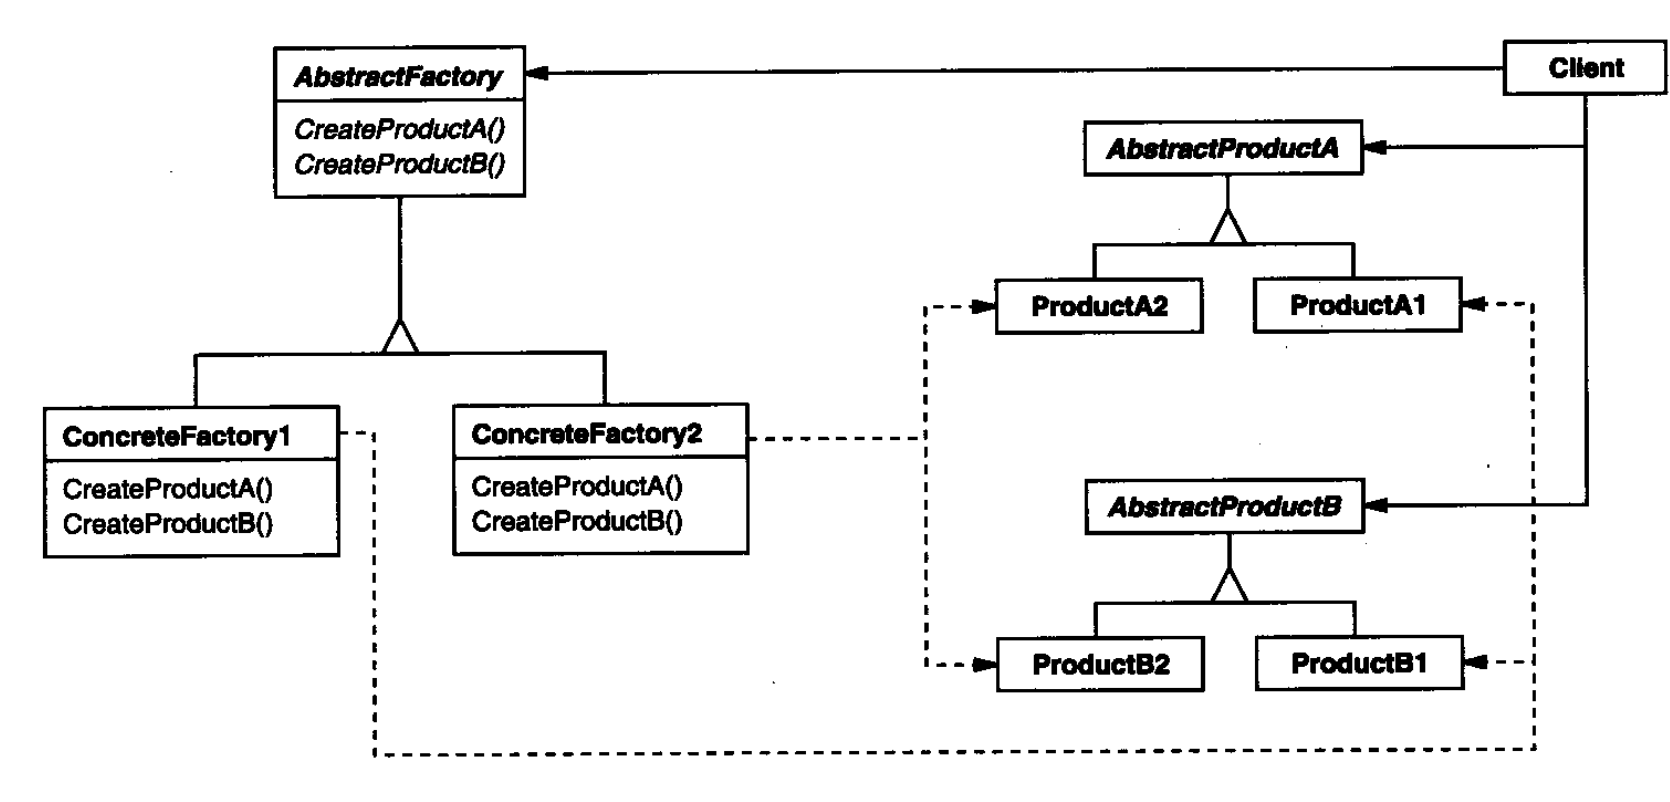 AbstractFactory
CreateProductA()
CreateProductB()
Client
AbstractProductA
ProductA2
ProductA1
ConcreteFactory1
CreateProductA()
CreateProductB()
ConcreteFactory2
CreateProductA()
CreateProductB()
AbstractProductB
ProductB2
ProductB1